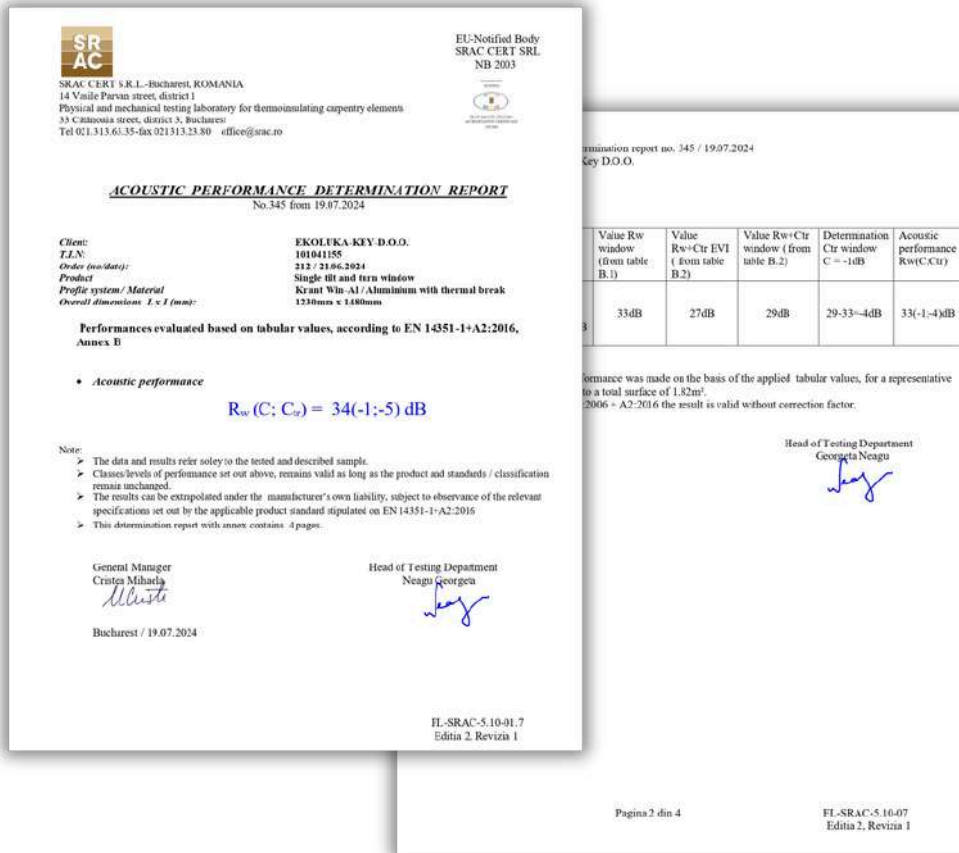 SR
AC
EU-Notified Body
SRAC CERT SRL
NB 2003
SRAC CERT S.R.L.-Bucharest, ROMANIA
14 Vasile Parvan street, district 1
Physical and mechanical testing laboratory for thermoinsulating carpentry elements
33 street, district 3, Bucharest
Tel 021.313.63.35-fax 021313.23.80 office@srac.ro
ACOUSTIC PERFORMANCE DETERMINATION REPORT
No.345 from 19.07.2024
Client: EKOLUKA-KEY-D.O.O.
T.I.N: 101041155
Order (no/date): 212 / 21.06.2024
Product Single tilt and turn window
Profile system / Material Krant Win-Al / Aluminium with thermal break
Overall dimensions L x I (mm): 1230mm x 1480mm
Performances evaluated based on tabular values, according to EN 14351-1+A2:2016,
Annex B
• Acoustic performance
Rw (C; Ctr) = 34(-1;-5) dB
Note:
➢ The data and results refer soley to the tested and described sample.
➢ Classes/levels of performance set out above, remains valid as long as the product and standards / classification
remain unchanged.
➢ The results can be extrapolated under the manufacturer's own liability, subject to observance of the relevant
specifications set out by the applicable product standard stipulated on EN 14351-1+A2:2016
➢ This determination report with annex contains 4 pages.
General Manager
Cristea Mihaela
Head of Testing Department
Neagu Georgeta
Bucharest / 19.07.2024
FL-SRAC-5.10-01.7
Editia 2, Revizia 1
rmination report no. 345 / 19.07.2024
Key D.O.O.
Value Rw window (from table B.1)
Value Rw+Ctr EVI ( from table B.2)
Value Rw+Ctr window ( from table B.2)
Determination Ctr window C = -1dB
Acoustic performance Rw(C;Ctr)
33dB 27dB 29dB 29-33=-4dB 33(-1;-4)dB
ormance was made on the basis of the applied tabular values, for a representative
to a total surface of 1.82m².
:2006 + A2:2016 the result is valid without correction factor.
Head of Testing Department
Georgeta Neagu
Pagina 2 din 4
FL-SRAC-5.10-07
Editia 2, Revizia 1